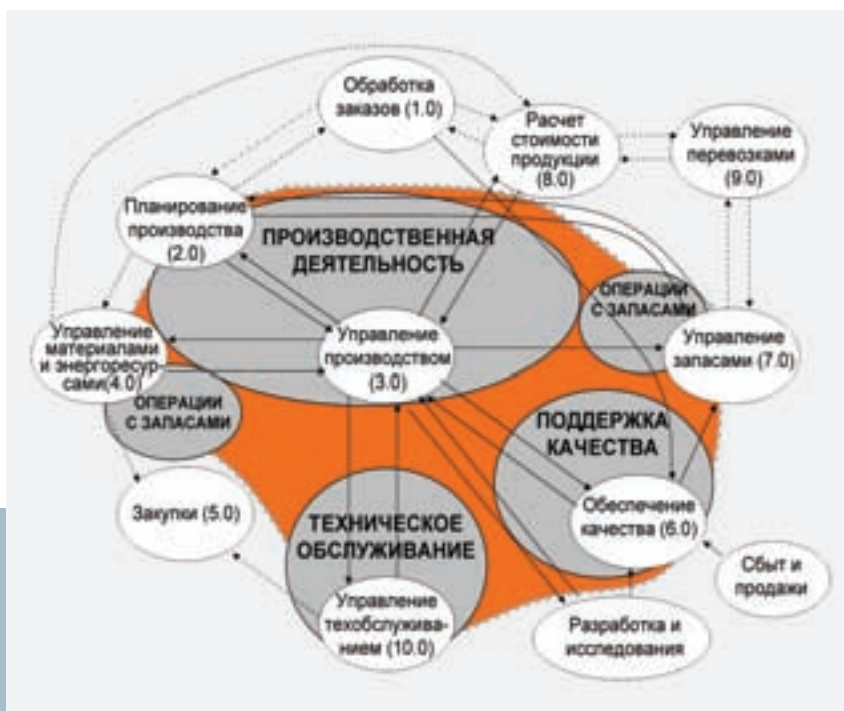 Обработка
заказов (1.0)
Расчет
стоимости
продукции
(8.0)
Управление
перевозками
(9.0)
Планирование
производства
(2.0)
ПРОИЗВОДСТВЕННАЯ
ДЕЯТЕЛЬНОСТЬ
ОПЕРАЦИИ
С ЗАПАСАМИ
Управление
материалами
и энергоресур-
сами(4.0)
Управление
производством
(3.0)
Управление
запасами (7.0)
ОПЕРАЦИИ
С ЗАПАСАМИ
ПОДДЕРЖКА
КАЧЕСТВА
Закупки (5.0)
ТЕХНИЧЕСКОЕ
ОБСЛУЖИВАНИЕ
Обеспечение
качества (6.0)
Сбыт и
продажи
Управление
техобслужива-
нием (10.0)
Разработка и
исследования